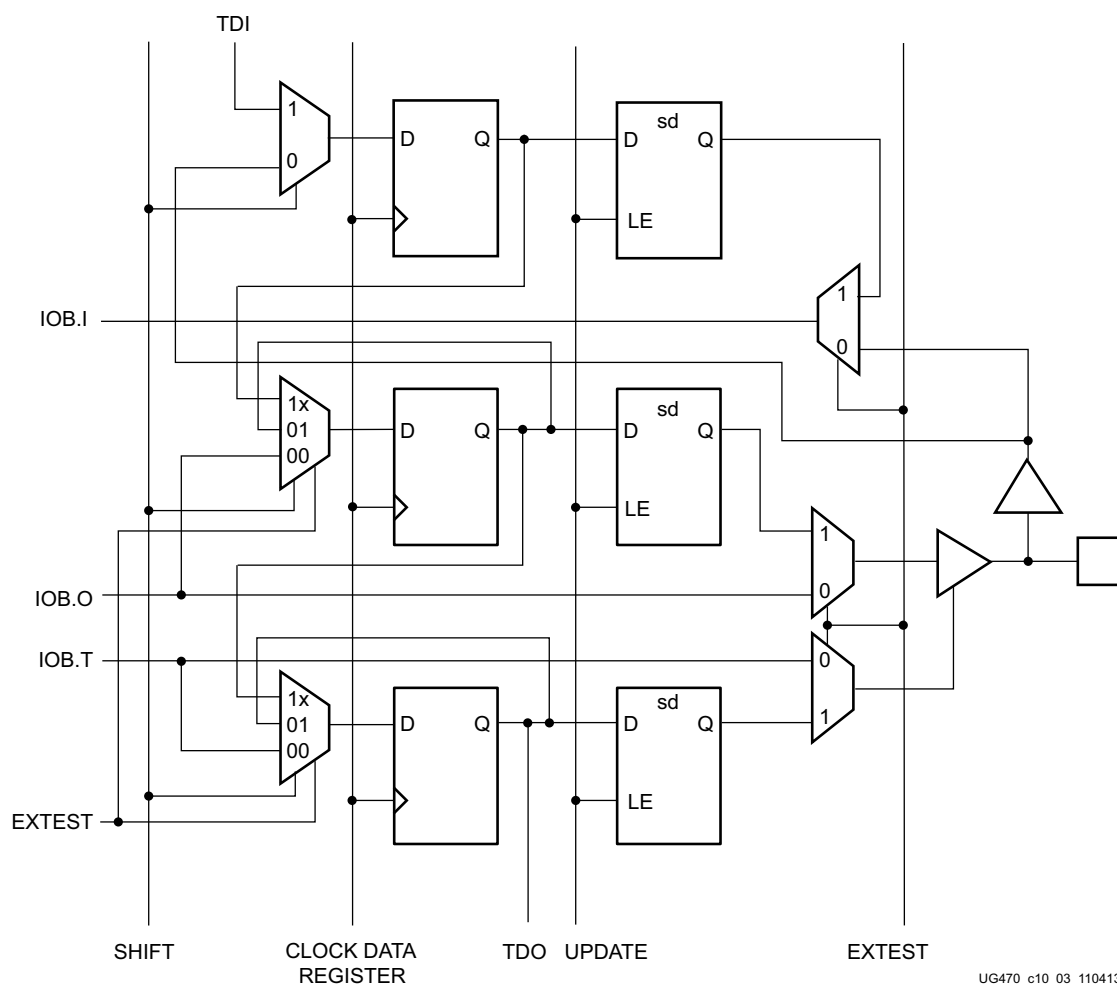 TDI
1
0
D
Q
sd
D
Q
LE
IOB.I
1
0
1x
01
00
D
Q
sd
D
Q
LE
1
0
IOB.O
IOB.T
0
1
1x
01
00
D
Q
sd
D
Q
LE
EXTEST
SHIFT
CLOCK DATA
REGISTER
TDO
UPDATE
EXTEST
UG470_c10_03_110413